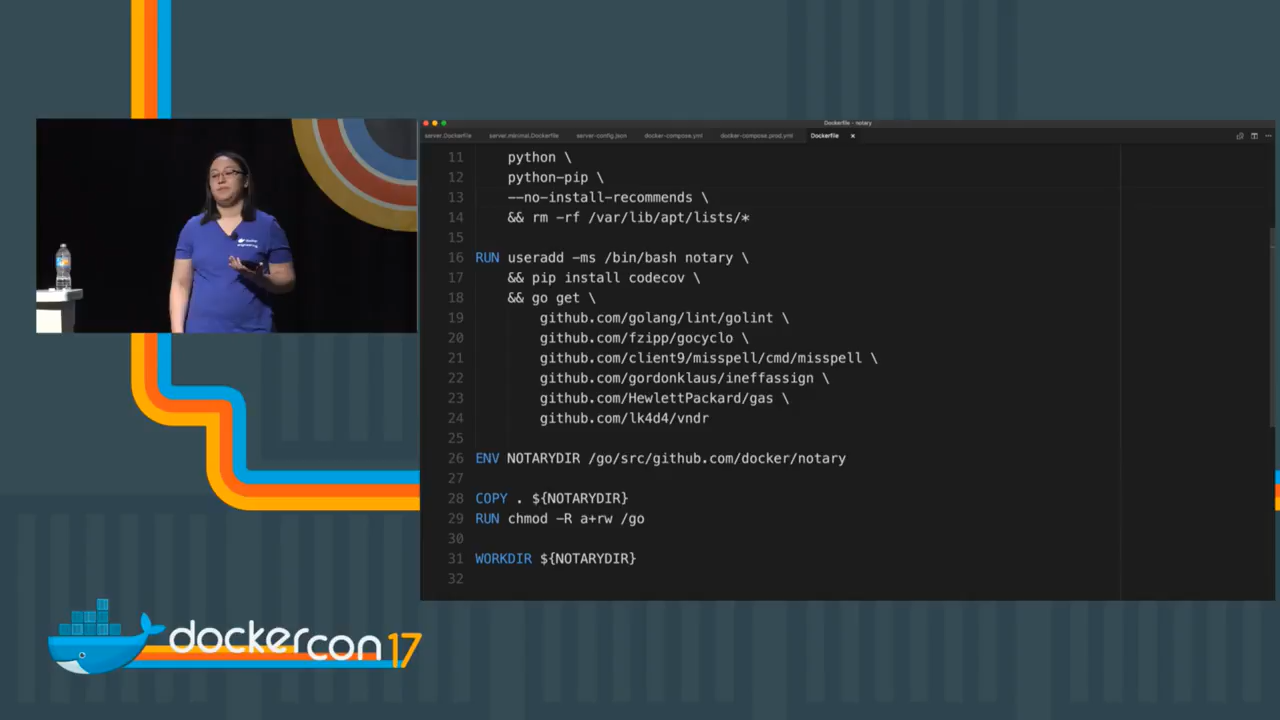 Dockerfile - notary
server.Dockerfile server.minimal.Dockerfile server-config.json docker-compose.yml docker-compose.prod.yml Dockerfile ×
11 python \
12 python-pip \
13 --no-install-recommends \
14 && rm -rf /var/lib/apt/lists/*
15
16 RUN useradd -ms /bin/bash notary \
17 && pip install codecov \
18 && go get \
19 github.com/golang/lint/golint \
20 github.com/fzipp/gocyclo \
21 github.com/client9/misspell/cmd/misspell \
22 github.com/gordonklaus/ineffassign \
23 github.com/HewlettPackard/gas \
24 github.com/lk4d4/vndr
25
26 ENV NOTARYDIR /go/src/github.com/docker/notary
27
28 COPY . ${NOTARYDIR}
29 RUN chmod -R a+rw /go
30
31 WORKDIR ${NOTARYDIR}
32
dockercon 17